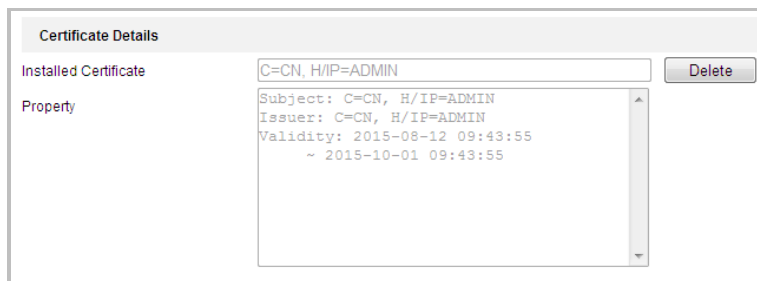 Certificate Details
Installed Certificate C=CN, H/IP=ADMIN Delete
Property Subject: C=CN, H/IP=ADMIN
Issuer: C=CN, H/IP=ADMIN
Validity: 2015-08-12 09:43:55
~ 2015-10-01 09:43:55